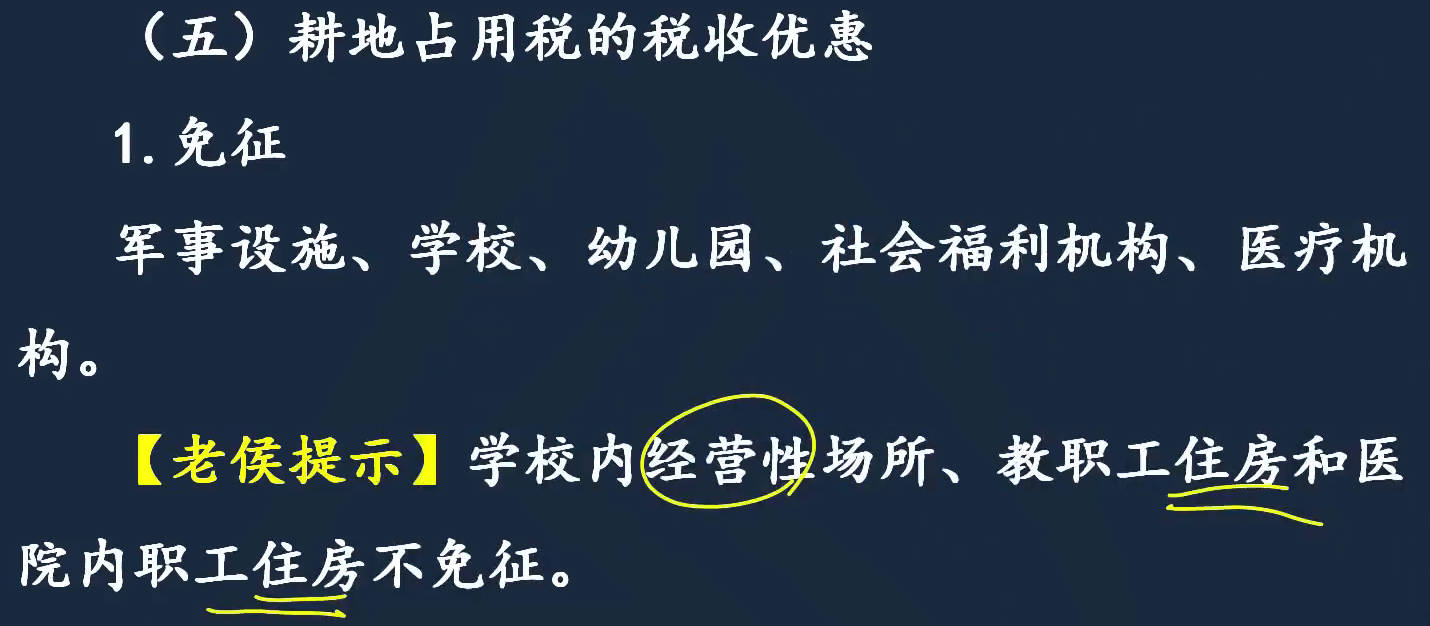 （五）耕地占用税的税收优惠
1.免征
军事设施、学校、幼儿园、社会福利机构、医疗机
构。
【老侯提示】学校内经营性场所、教职工住房和医
院内职工住房不免征。